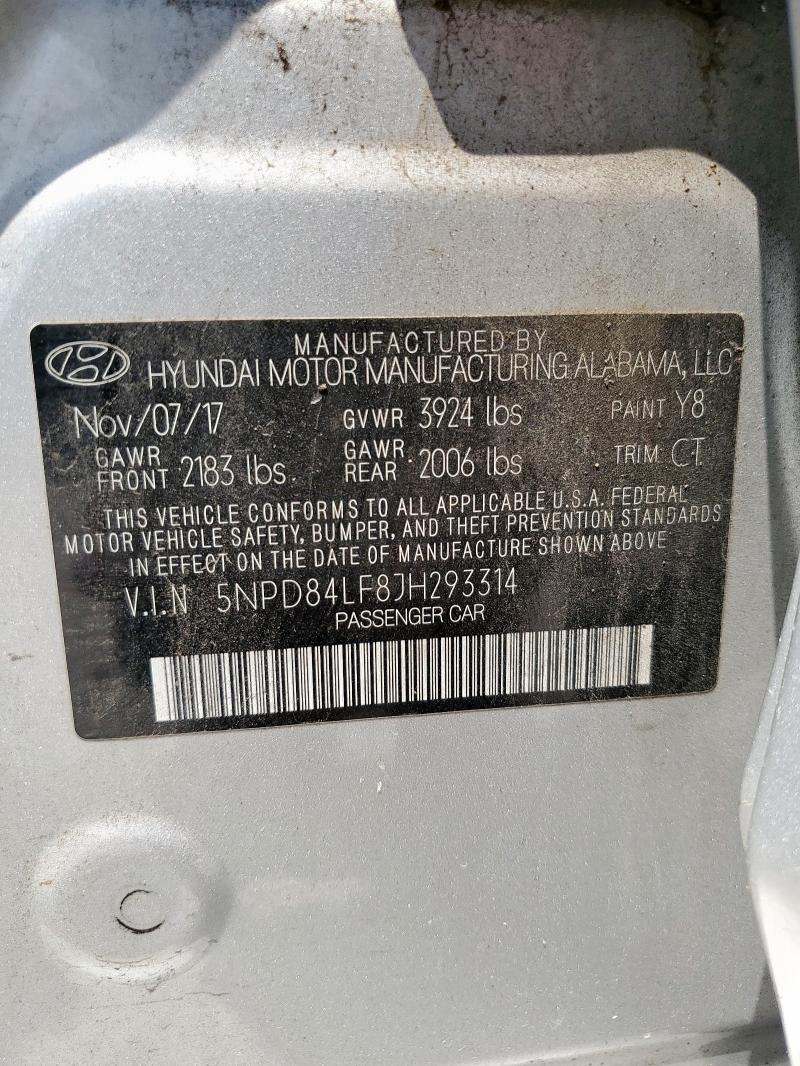 MANUFACTURED BY
HYUNDAI MOTOR MANUFACTURING ALABAMA, LLC
Nov/07/17 GVWR 3924 lbs PAINT Y8
GAWR FRONT 2183 lbs. GAWR REAR 2006 lbs TRIM CT
THIS VEHICLE CONFORMS TO ALL APPLICABLE U.S.A. FEDERAL
MOTOR VEHICLE SAFETY, BUMPER, AND THEFT PREVENTION STANDARDS
IN EFFECT ON THE DATE OF MANUFACTURE SHOWN ABOVE
V.I.N 5NPD84LF8JH293314
PASSENGER CAR